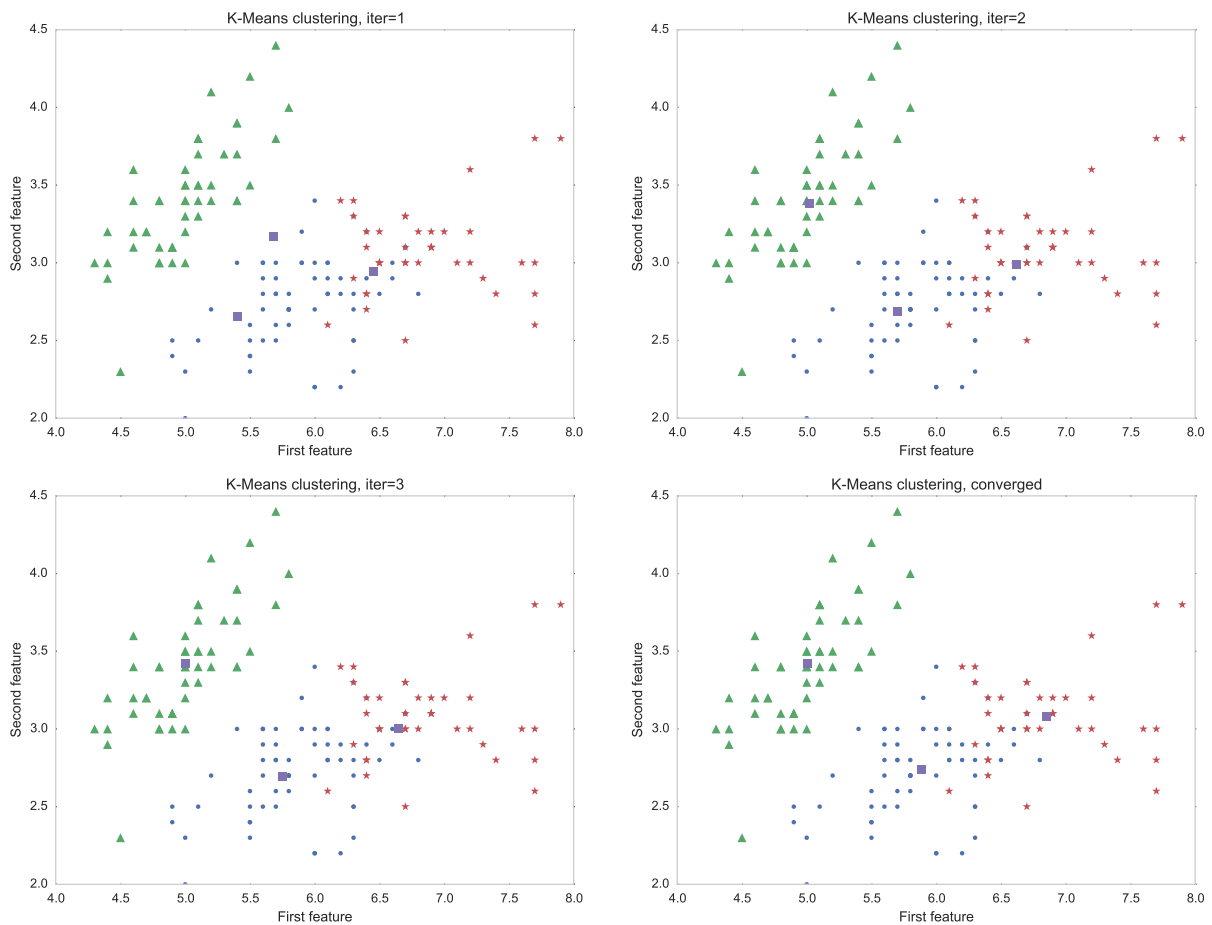 K-Means clustering, iter=1
4.5
4.0
3.5
3.0
2.5
2.0
Second feature
4.0 4.5 5.0 5.5 6.0 6.5 7.0 7.5 8.0
First feature
K-Means clustering, iter=2
4.5
4.0
3.5
3.0
2.5
2.0
Second feature
4.0 4.5 5.0 5.5 6.0 6.5 7.0 7.5 8.0
First feature
K-Means clustering, iter=3
4.5
4.0
3.5
3.0
2.5
2.0
Second feature
4.0 4.5 5.0 5.5 6.0 6.5 7.0 7.5 8.0
First feature
K-Means clustering, converged
4.5
4.0
3.5
3.0
2.5
2.0
Second feature
4.0 4.5 5.0 5.5 6.0 6.5 7.0 7.5 8.0
First feature